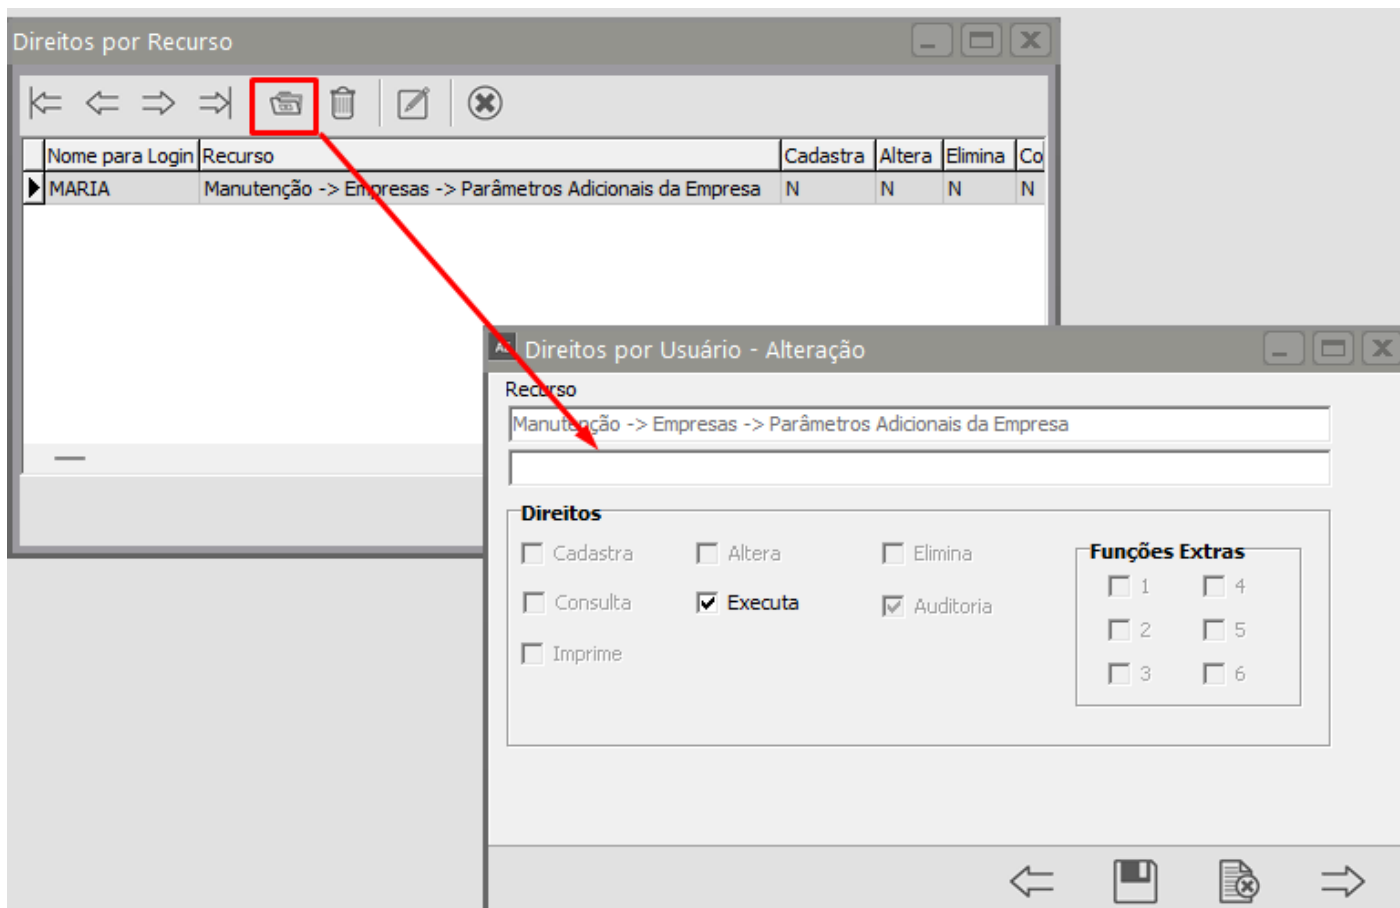 Direitos por Recurso
Nome para Login Recurso Cadastra Altera Elimina Co
MARIA Manutenção -> Empresas -> Parâmetros Adicionais da Empresa N N N N
Direitos por Usuário - Alteração
Recurso
Manutenção -> Empresas -> Parâmetros Adicionais da Empresa
Direitos
Cadastra Altera Elimina
Consulta Executa Auditoria
Imprime
Funções Extras
1 4
2 5
3 6